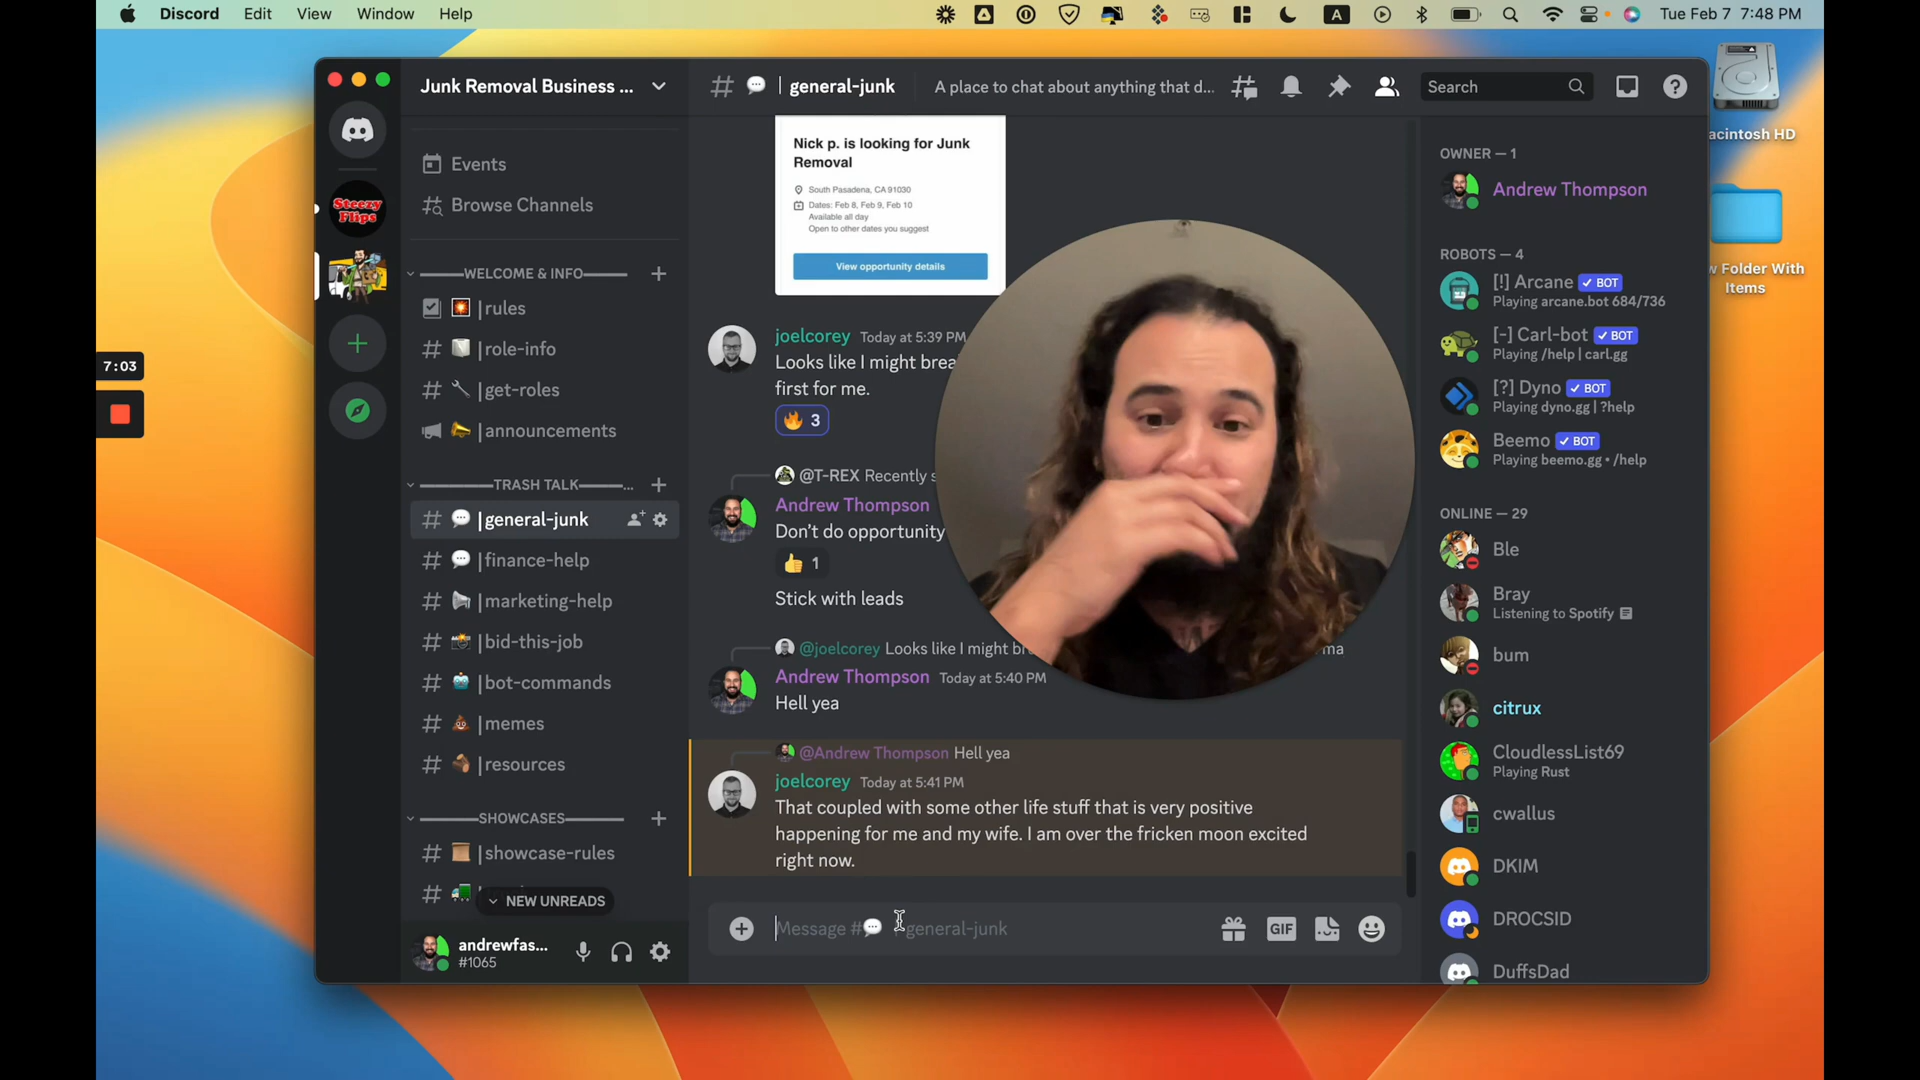 Discord Edit View Window Help
A
Tue Feb 7 7:48 PM
acintosh HD
w Folder With
Items
7:03
Steezy
Flips
Junk Removal Business ...
Events
Browse Channels
WELCOME & INFO
| rules
# | role-info
# | get-roles
| announcements
TRASH TALK ...
# | general-junk
# | finance-help
# | marketing-help
# | bid-this-job
# | bot-commands
# | memes
# | resources
SHOWCASES
# | showcase-rules
#
NEW UNREADS
andrewfas...
#1065
# | general-junk
A place to chat about anything that d...
Search
Nick p. is looking for Junk
Removal
South Pasadena, CA 91030
Dates: Feb 8, Feb 9, Feb 10
Available all day
Open to other dates you suggest
View opportunity details
joelcorey Today at 5:39 PM
Looks like I might brea
first for me.
3
@T-REX Recently s
Andrew Thompson
Don't do opportunity
1
Stick with leads
@joelcorey Looks like I might br ma
Andrew Thompson Today at 5:40 PM
Hell yea
@Andrew Thompson Hell yea
joelcorey Today at 5:41 PM
That coupled with some other life stuff that is very positive
happening for me and my wife. I am over the fricken moon excited
right now.
Message # general-junk
GIF
OWNER — 1
Andrew Thompson
ROBOTS — 4
[!] Arcane ✓ BOT
Playing arcane.bot 684/736
[-] Carl-bot ✓ BOT
Playing /help | carl.gg
[?] Dyno ✓ BOT
Playing dyno.gg | ?help
Beemo ✓ BOT
Playing beemo.gg • /help
ONLINE — 29
Ble
Bray
Listening to Spotify
bum
citrux
CloudlessList69
Playing Rust
cwallus
DKIM
DROCSID
DuffsDad